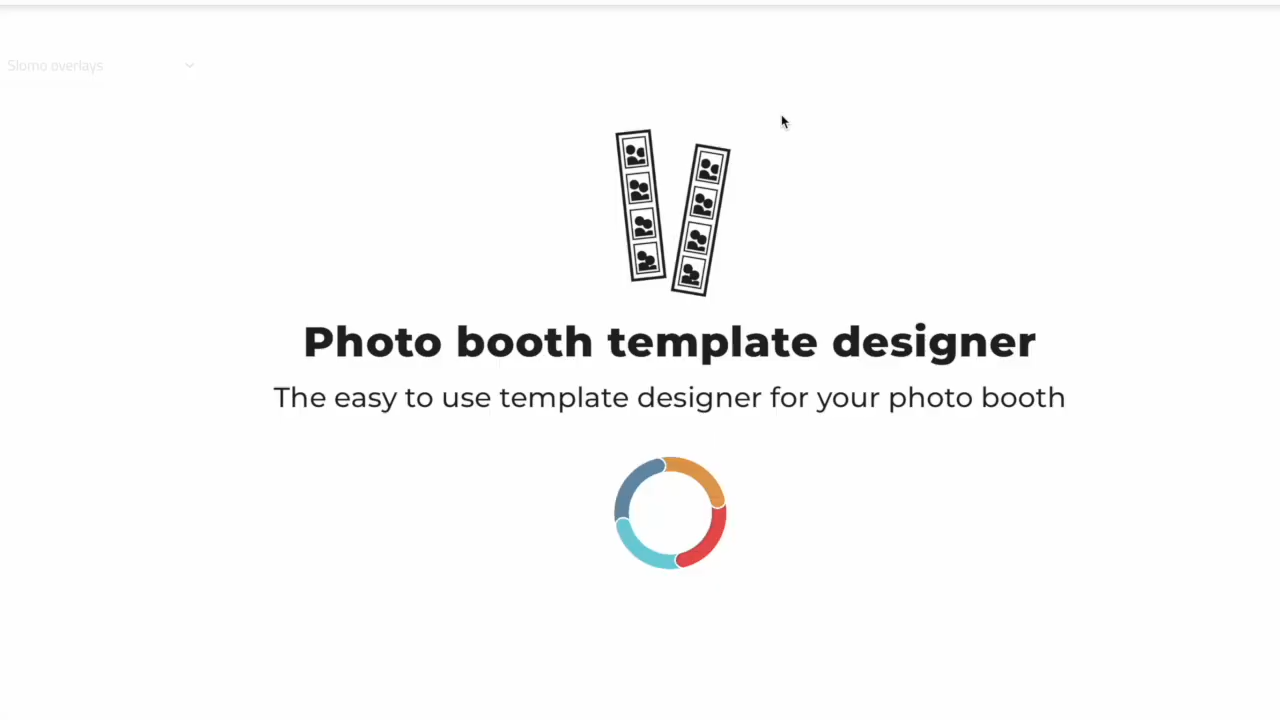 Slomo overlays
Photo booth template designer
The easy to use template designer for your photo booth